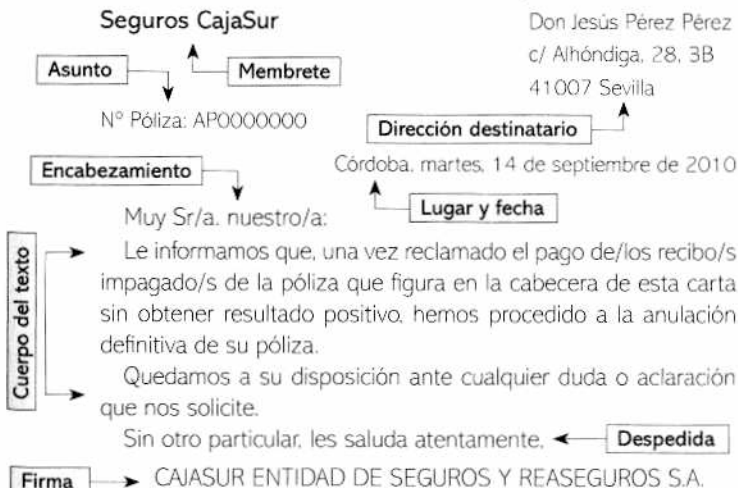 Seguros CajaSur
Don Jesús Pérez Pérez
c/ Alhóndiga, 28, 3B
41007 Sevilla
Asunto
Membrete
Nº Póliza: AP0000000
Dirección destinatario
Encabezamiento
Córdoba, martes, 14 de septiembre de 2010
Lugar y fecha
Muy Sr/a. nuestro/a:
Cuerpo del texto
Le informamos que, una vez reclamado el pago de/los recibo/s
impagado/s de la póliza que figura en la cabecera de esta carta
sin obtener resultado positivo, hemos procedido a la anulación
definitiva de su póliza.
Quedamos a su disposición ante cualquier duda o aclaración
que nos solicite.
Sin otro particular, les saluda atentamente,
Despedida
Firma
CAJASUR ENTIDAD DE SEGUROS Y REASEGUROS S.A.